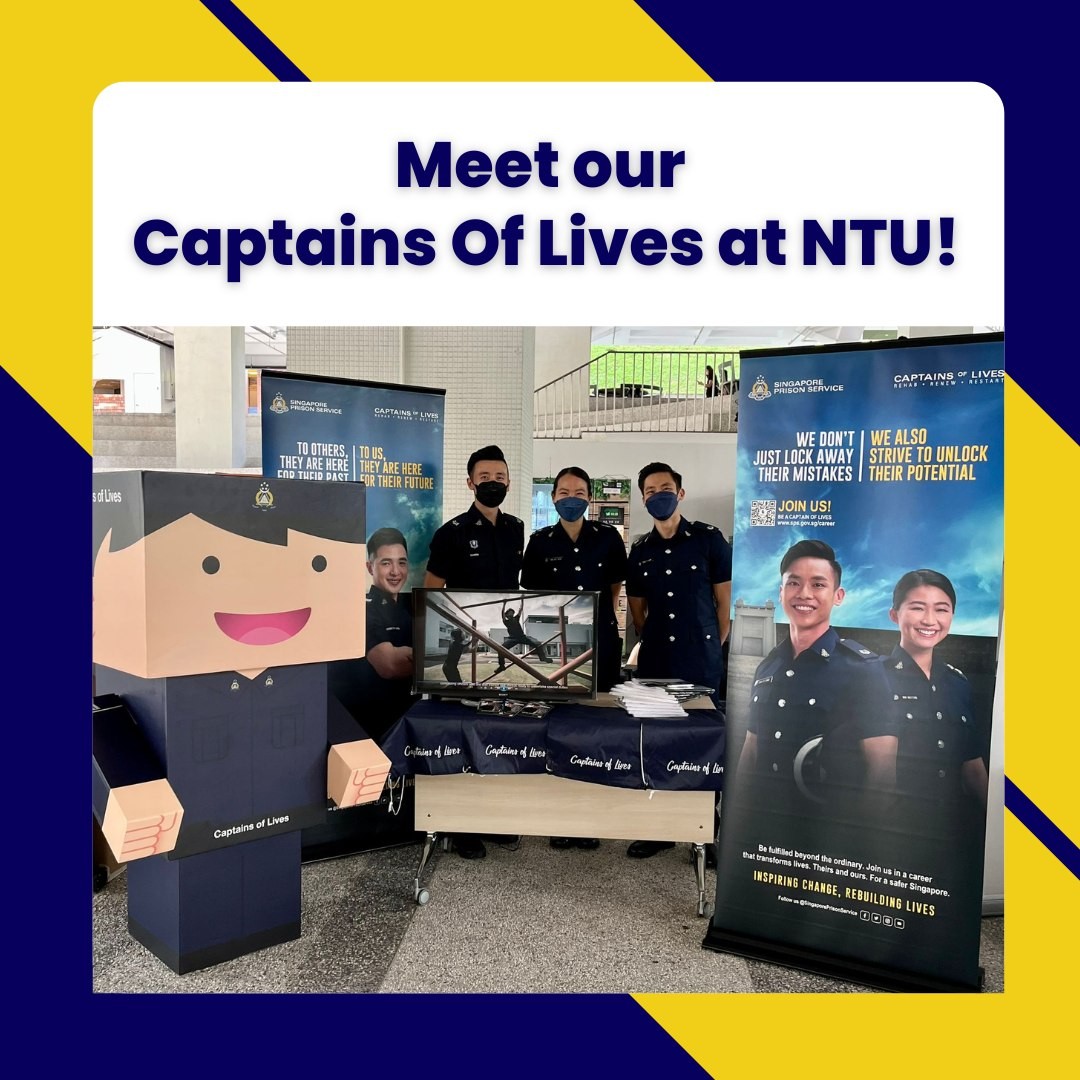 Meet our
Captains Of Lives at NTU!
SINGAPORE
PRISON SERVICE
CAPTAINS OF LIVES
REHAB • RENEW • RESTART
TO OTHERS,
THEY ARE HERE
FOR THEIR PAST
TO US,
THEY ARE HERE
FOR THEIR FUTURE
s of Lives
Captains of Lives
Captains of Lives
Captains of Lives
Captains of Lives
Captains of Liv
SINGAPORE
PRISON SERVICE
CAPTAINS OF LIVES
REHAB • RENEW • RESTART
WE DON'T
JUST LOCK AWAY
THEIR MISTAKES
WE ALSO
STRIVE TO UNLOCK
THEIR POTENTIAL
JOIN US!
BE A CAPTAIN OF LIVES
www.sps.gov.sg/career
Be fulfilled beyond the ordinary. Join us in a career
that transforms lives. Theirs and ours. For a safer Singapore.
INSPIRING CHANGE, REBUILDING LIVES
Follow us @SingaporePrisonService